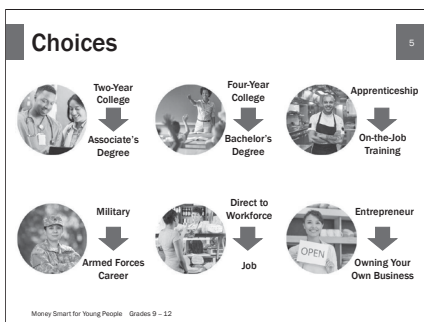 Choices
5
Two-Year
College
Associate's
Degree
Four-Year
College
Bachelor's
Degree
Apprenticeship
On-the-Job
Training
Military
Armed Forces
Career
Direct to
Workforce
Job
Entrepreneur
OPEN
Owning Your
Own Business
Money Smart for Young People Grades 9 – 12